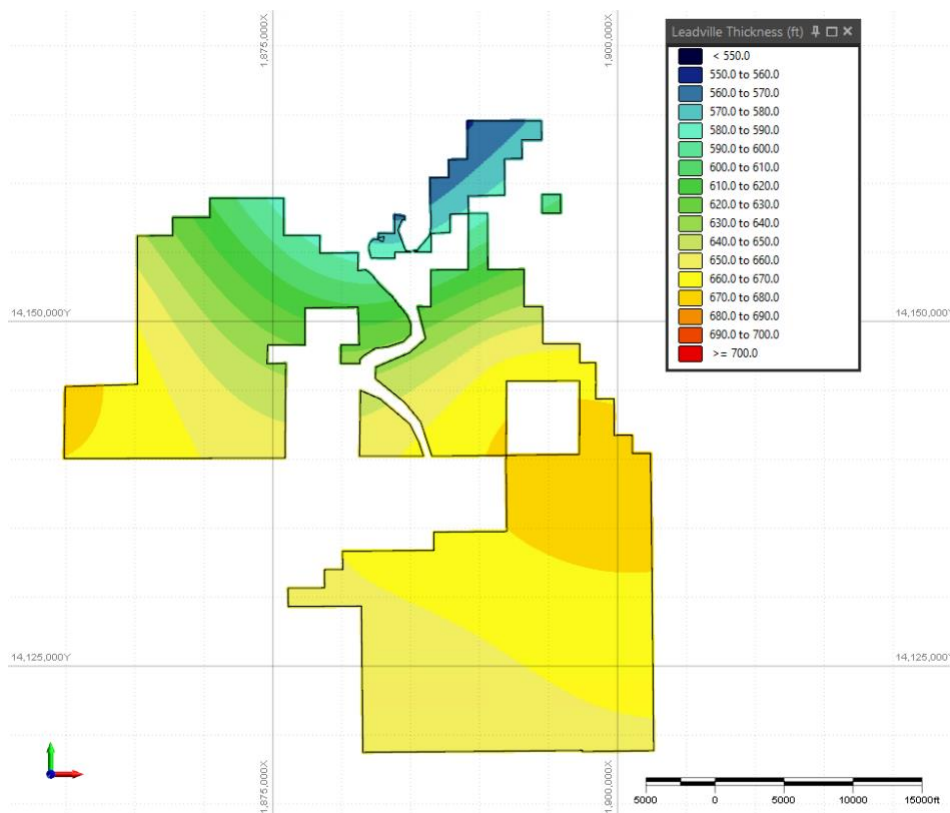 1,875,000X
1,900,000X
Leadville Thickness (ft)
< 550.0
550.0 to 560.0
560.0 to 570.0
570.0 to 580.0
580.0 to 590.0
590.0 to 600.0
600.0 to 610.0
610.0 to 620.0
620.0 to 630.0
630.0 to 640.0
640.0 to 650.0
650.0 to 660.0
660.0 to 670.0
670.0 to 680.0
680.0 to 690.0
690.0 to 700.0
>= 700.0
14,150,000Y
14,150,000Y
14,125,000Y
14,125,000Y
1,875,000X
1,900,000X
5000 0 5000 10000 15000ft